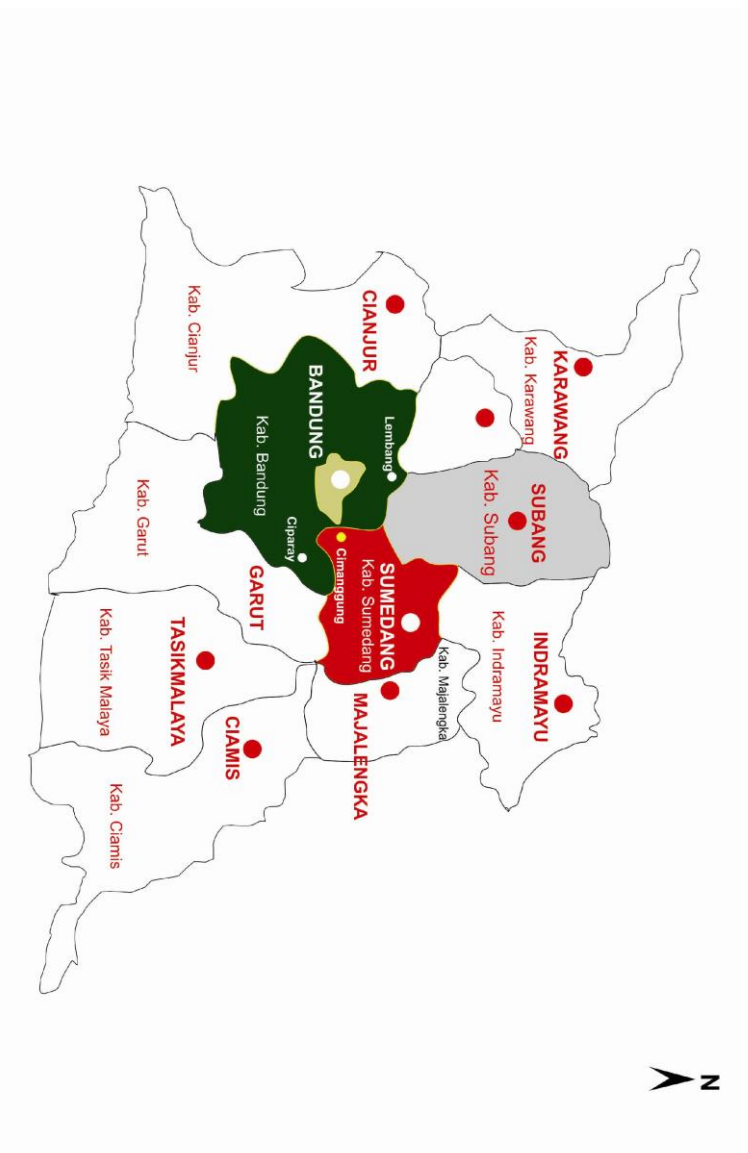 KARAWANG
Kab. Karawang
SUBANG
Kab. Subang
INDRAMAYU
Kab. Indramayu
CIANJUR
Kab. Cianjur
BANDUNG
Lembang
Kab. Bandung
Ciparay
Cimanggung
SUMEDANG
Kab. Sumedang
Kab. Majalengka
MAJALENGKA
GARUT
Kab. Garut
TASIKMALAYA
Kab. Tasik Malaya
CIAMIS
Kab. Ciamis
N